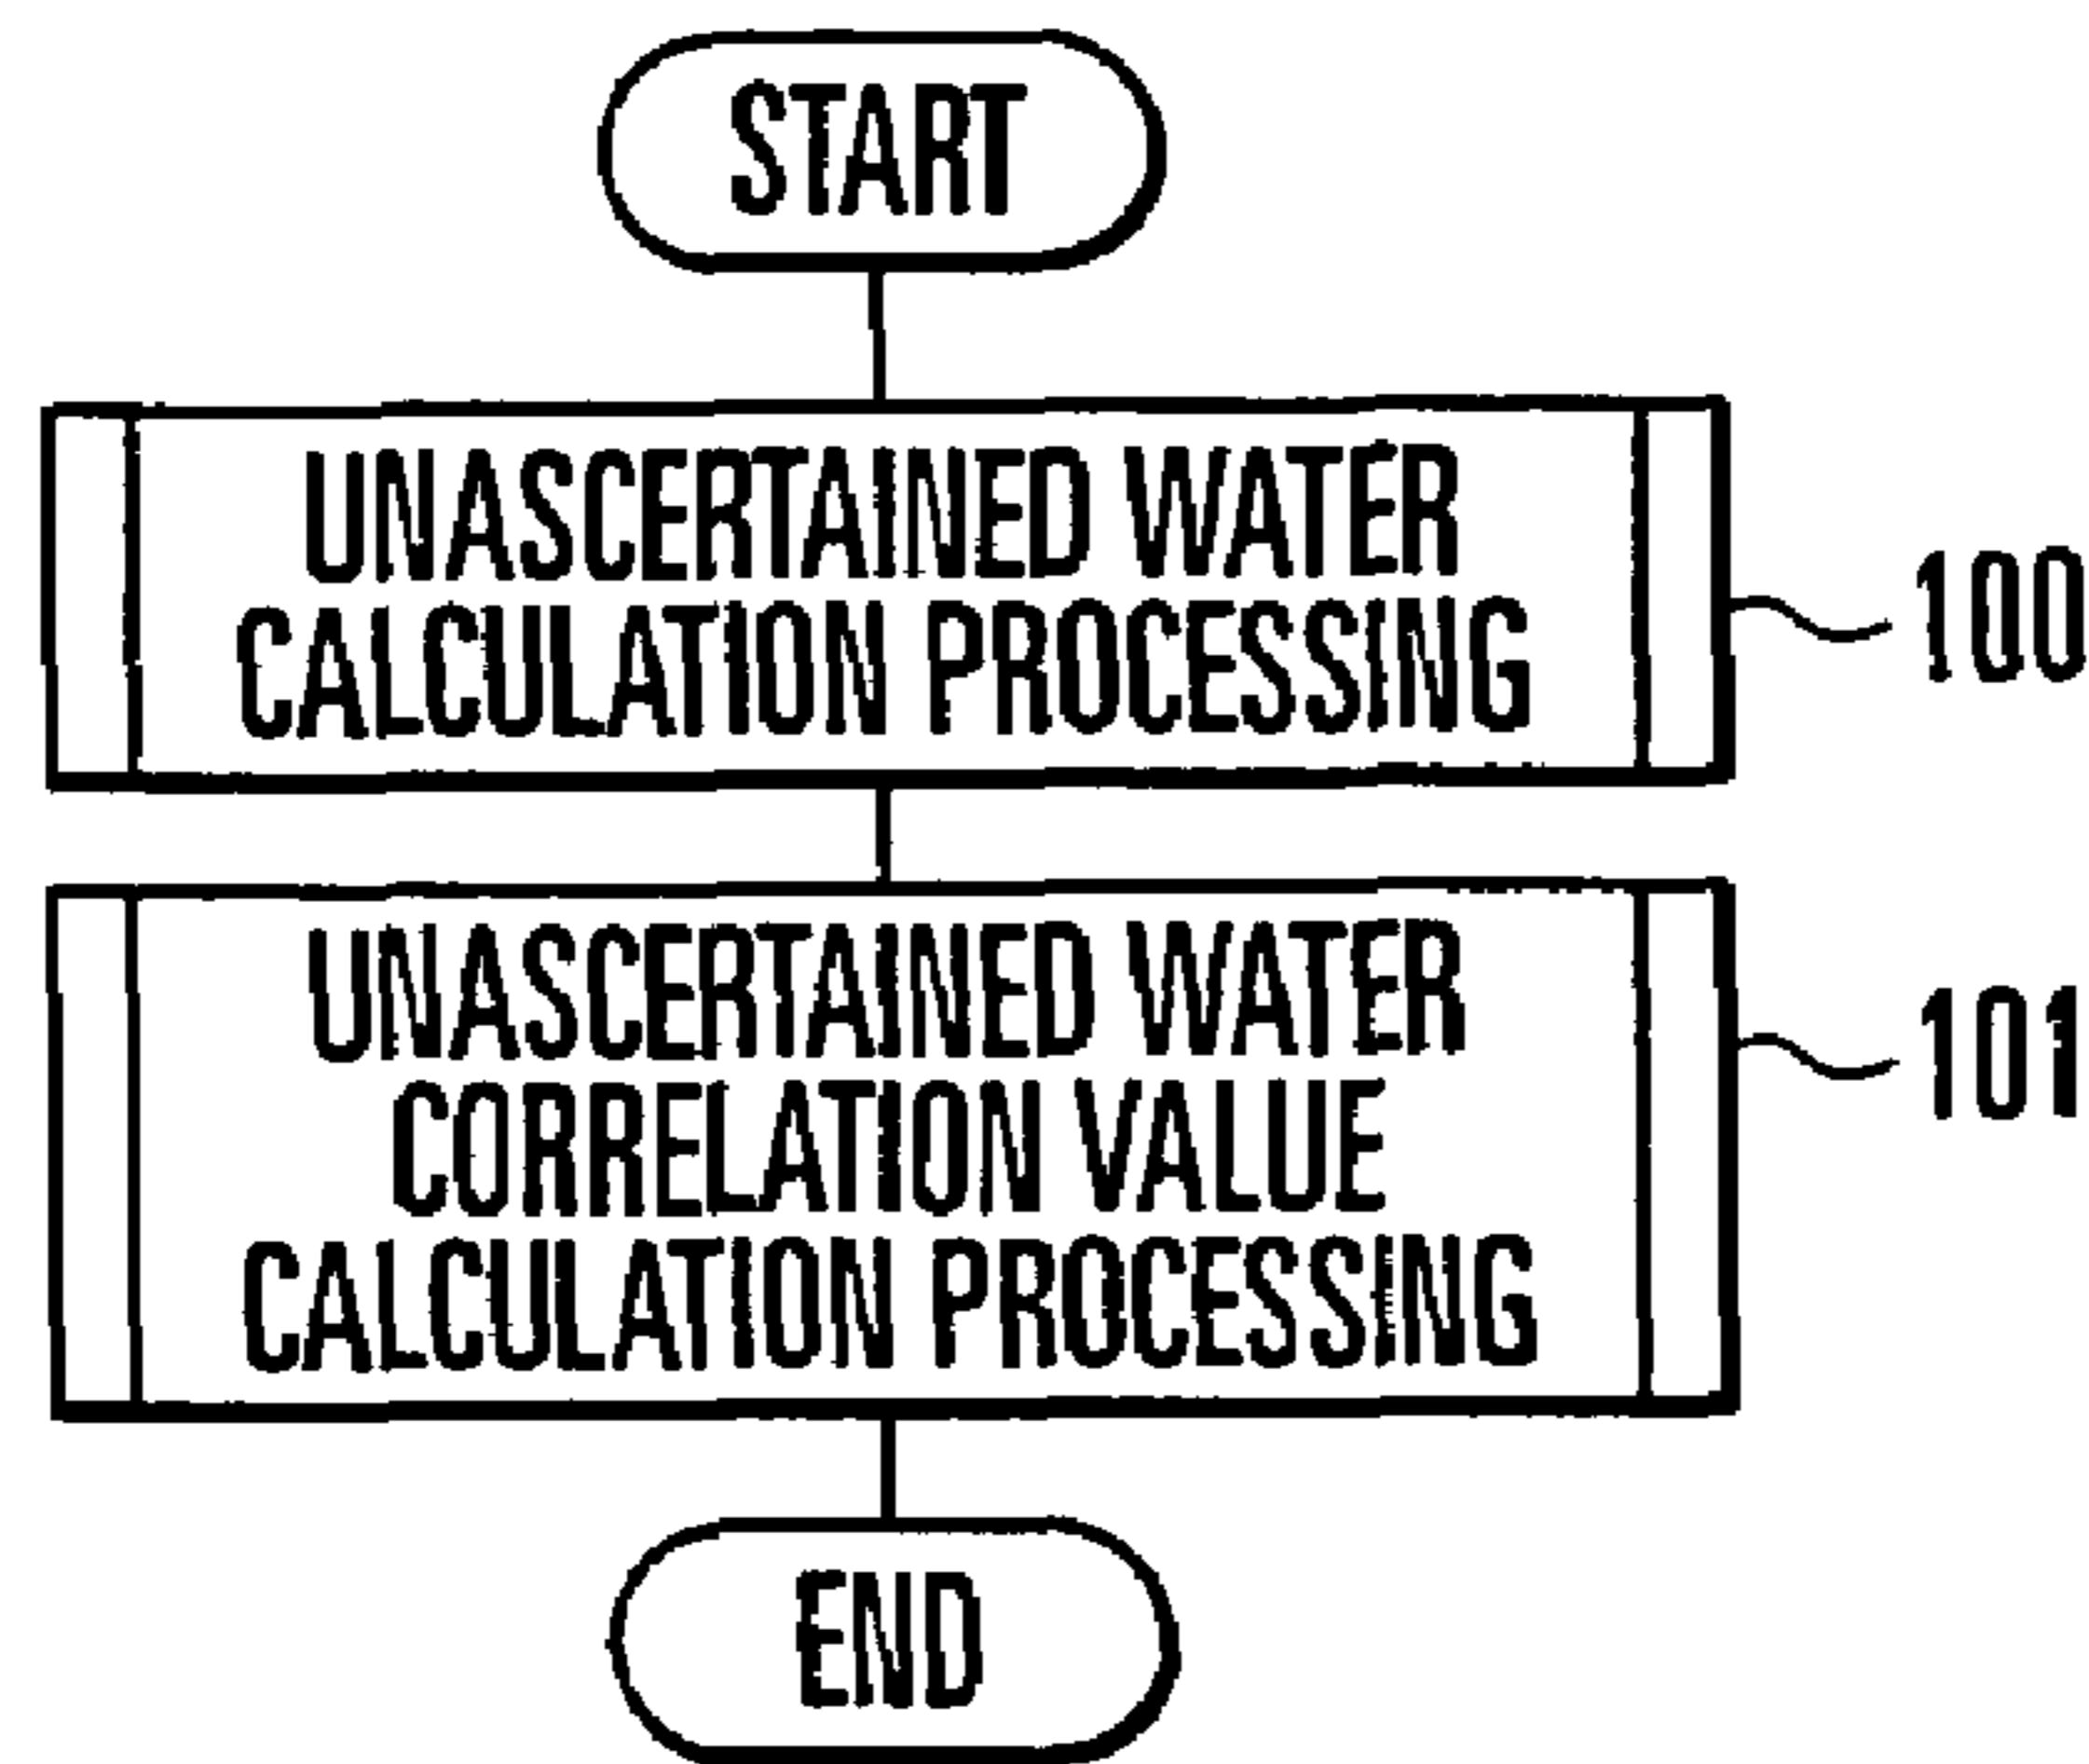 START
UNASCERTAINED WATER
CALCULATION PROCESSING
100
UNASCERTAINED WATER
CORRELATION VALUE
CALCULATION PROCESSING
101
END